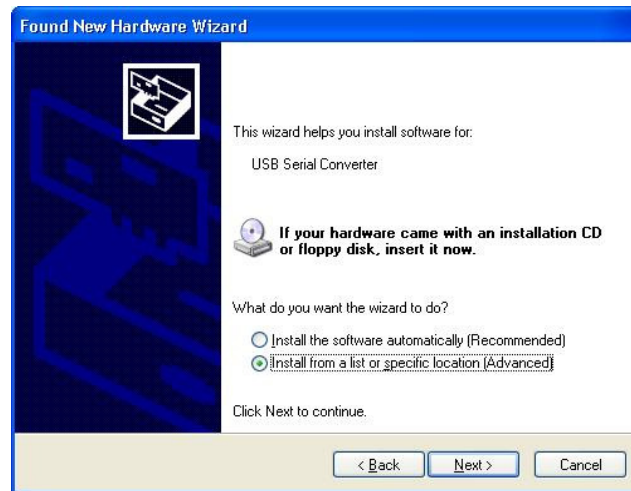 Found New Hardware Wizard
This wizard helps you install software for:
USB Serial Converter
If your hardware came with an installation CD
or floppy disk, insert it now.
What do you want the wizard to do?
Install the software automatically (Recommended)
Install from a list or specific location (Advanced)
Click Next to continue.
< Back Next > Cancel